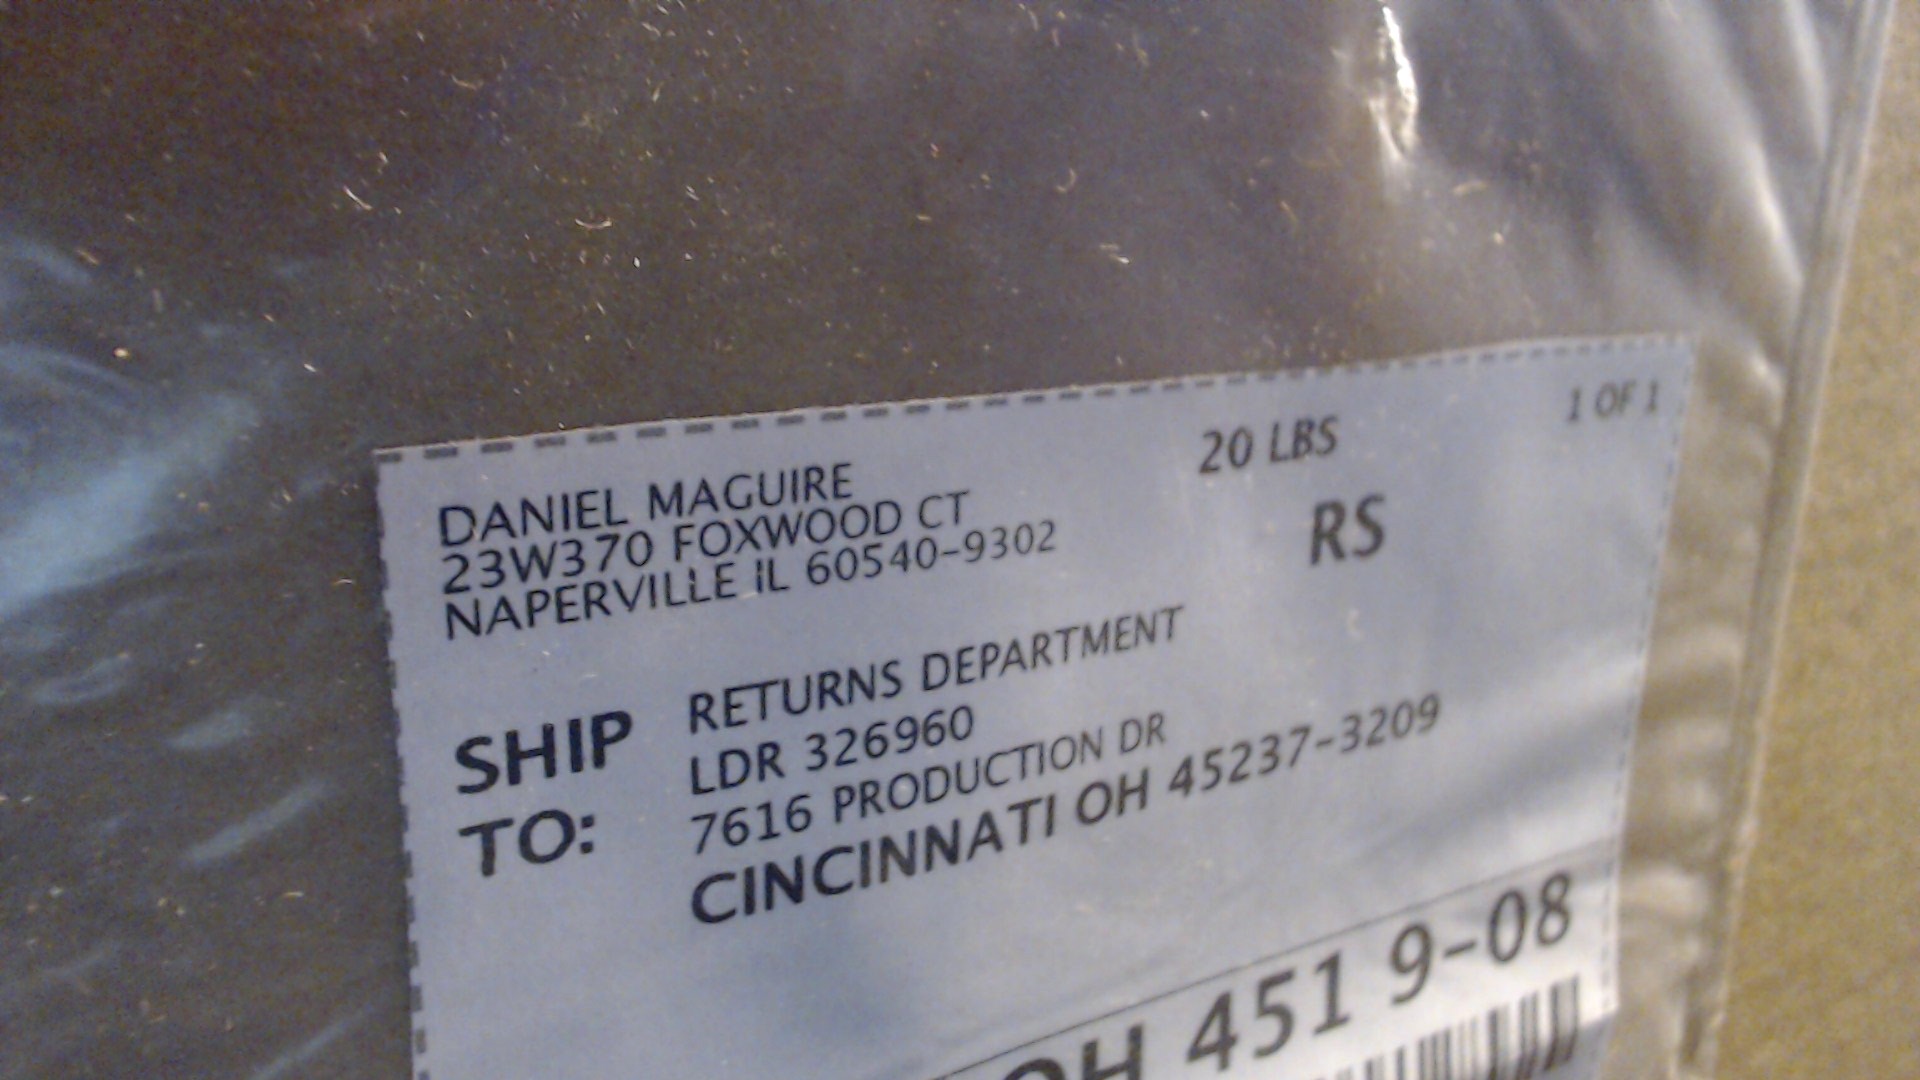 DANIEL MAGUIRE
23W370 FOXWOOD CT
NAPERVILLE IL 60540-9302
20 LBS
1 OF 1
RS
SHIP TO:
RETURNS DEPARTMENT
LDR 326960
7616 PRODUCTION DR
CINCINNATI OH 45237-3209
OH 451 9-08